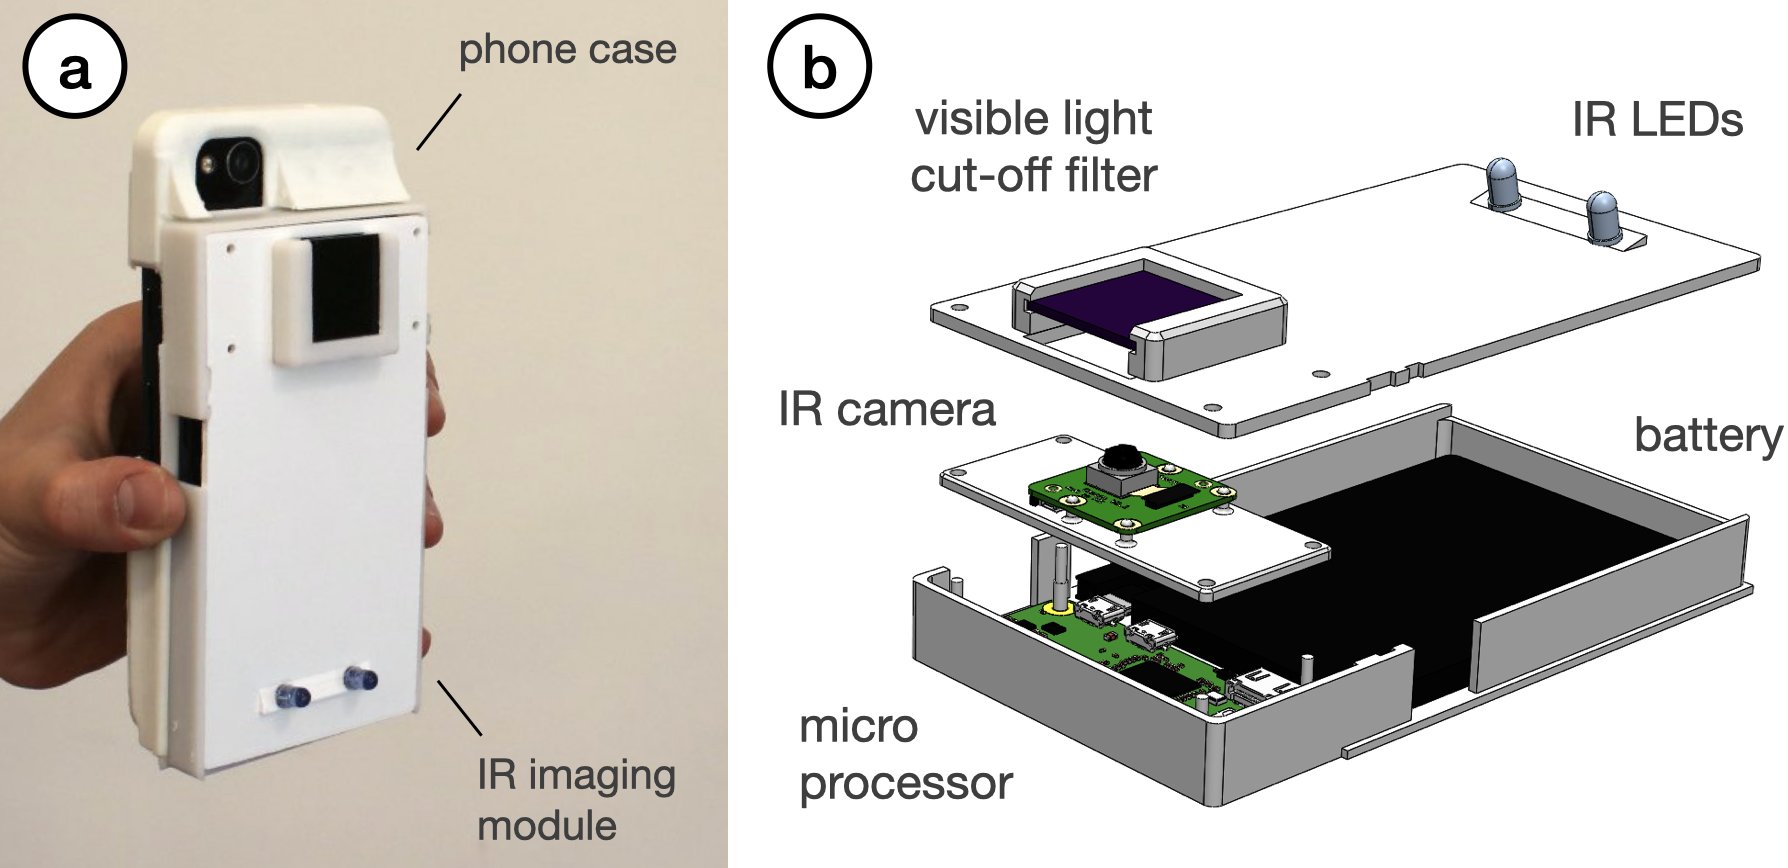 a
phone case
IR imaging
module
b
visible light
cut-off filter
IR LEDs
IR camera
battery
micro
processor